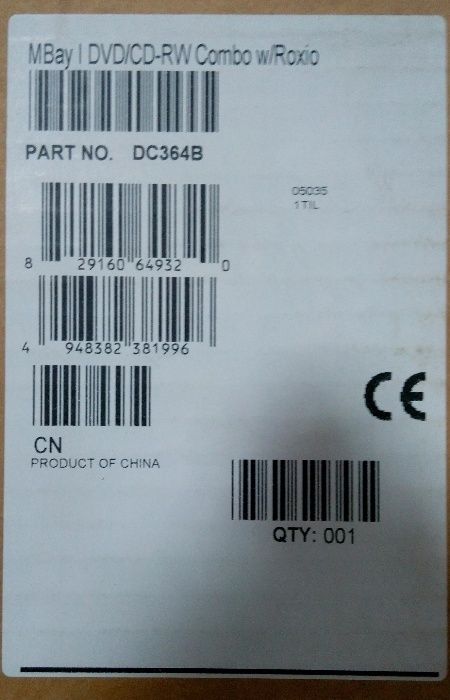 MBay I DVD/CD-RW Combo w/Roxio
PART NO. DC364B
05035
1TIL
8 29160 64932 0
4 948382 381996
CE
CN
PRODUCT OF CHINA
QTY: 001